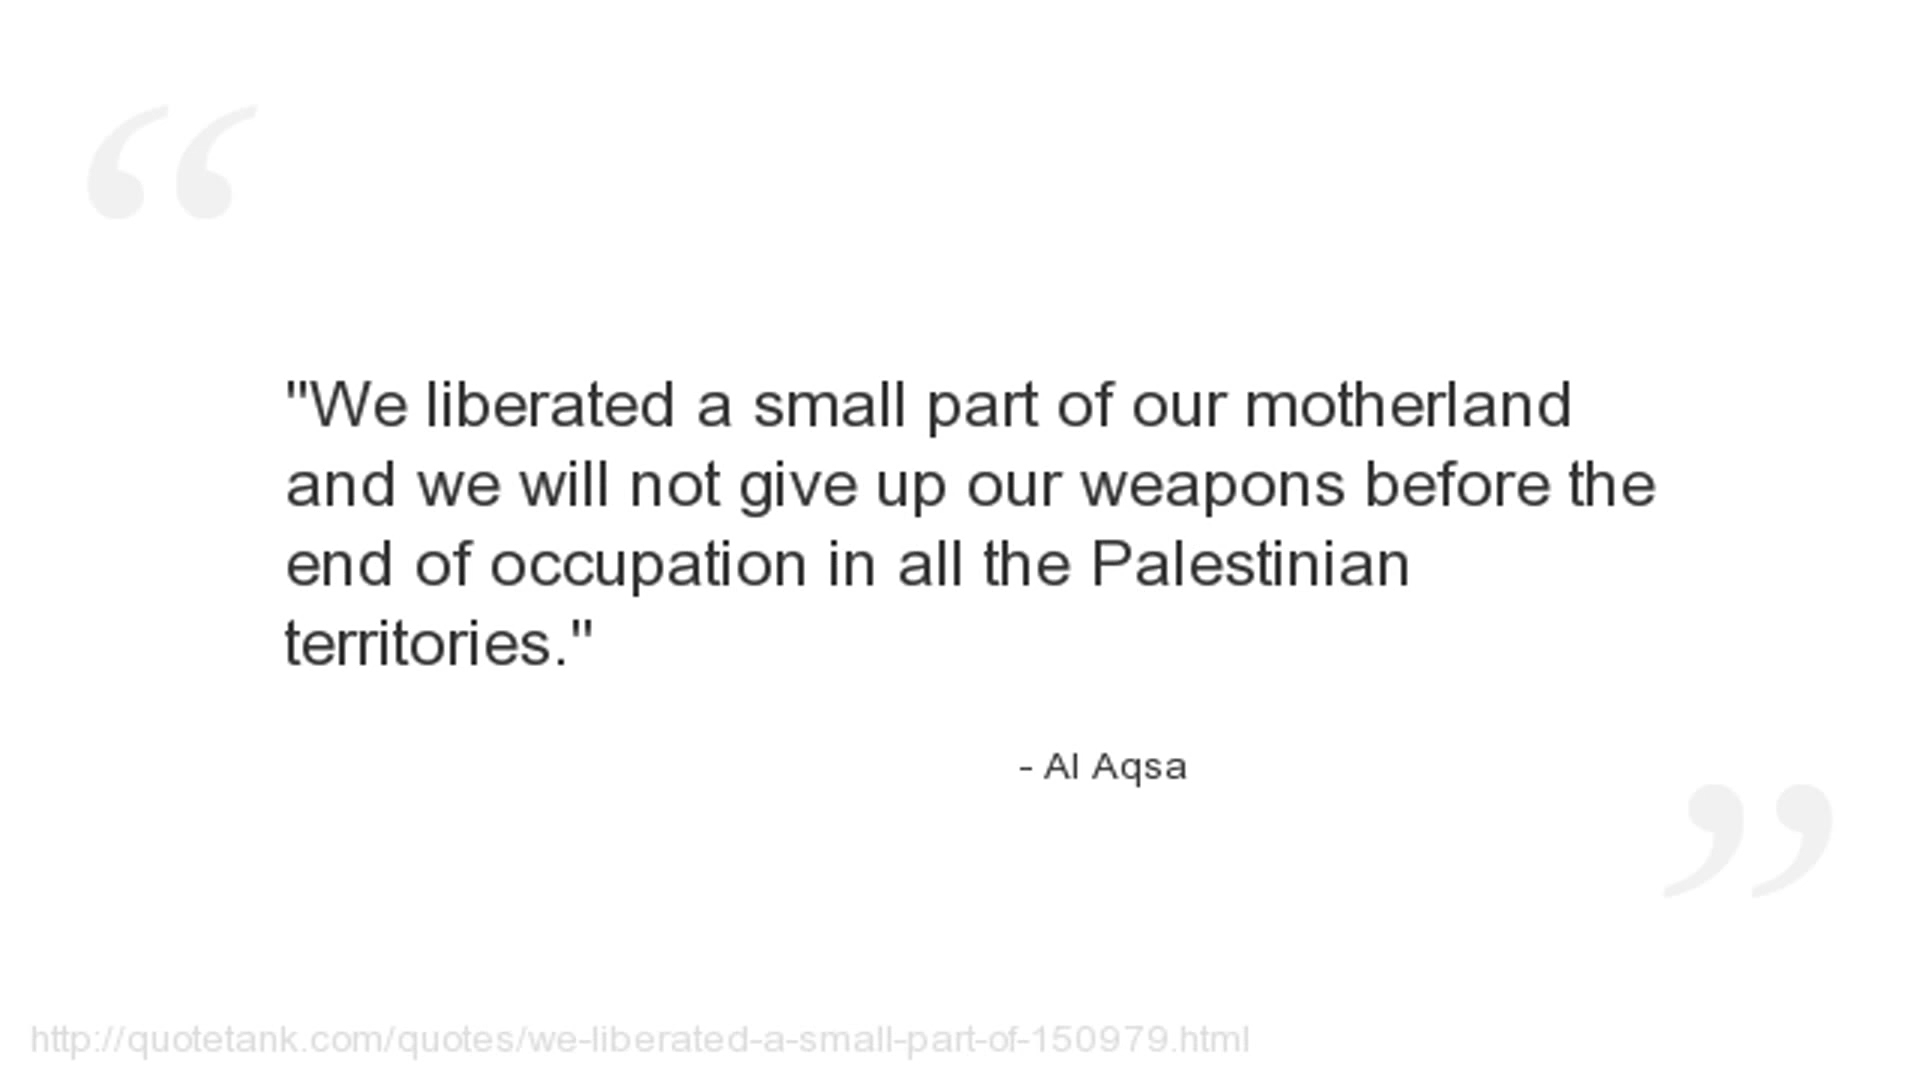 "We liberated a small part of our motherland
and we will not give up our weapons before the
end of occupation in all the Palestinian
territories."
- Al Aqsa
http://quotetank.com/quotes/we-liberated-a-small-part-of-150979.html